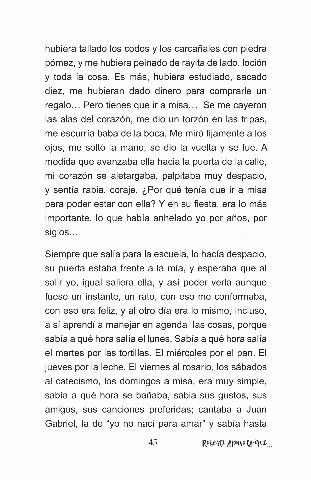 hubiera tallado los codos y los carcañales con piedra
pómez, y me hubiera peinado de rayita de lado, loción
y toda la cosa. Es más, hubiera estudiado, sacado
diez, me hubieran dado dinero para comprarle un
regalo… Pero tienes que ir a misa… Se me cayeron
las alas del corazón, me dio un torzón en las tripas,
me escurría baba de la boca. Me miró fijamente a los
ojos, me soltó la mano, se dio la vuelta y se fue. A
medida que avanzaba ella hacia la puerta de la calle,
mi corazón se aletargaba, palpitaba muy despacio,
y sentía rabia, coraje. ¿Por qué tenía que ir a misa
para poder estar con ella? Y en su fiesta, era lo más
importante, lo que había anhelado yo por años, por
siglos…
Siempre que salía para la escuela, lo hacía despacio,
su puerta estaba frente a la mía, y esperaba que al
salir yo, igual saliera ella, y así poder verla aunque
fuese un instante, un rato, con eso me conformaba,
con eso era feliz, y al otro día era lo mismo, incluso,
a sí aprendí a manejar en agenda las cosas, porque
sabía a qué hora salía el lunes. Sabía a qué hora salía
el martes por las tortillas. El miércoles por el pan. El
jueves por la leche. El viernes al rosario, los sábados
al catecismo, los domingos a misa, era muy simple,
sabía a qué hora se bañaba, sabía sus gustos, sus
amigos, sus canciones preferidas; cantaba a Juan
Gabriel, la de “yo no nací para amar” y sabía hasta
45